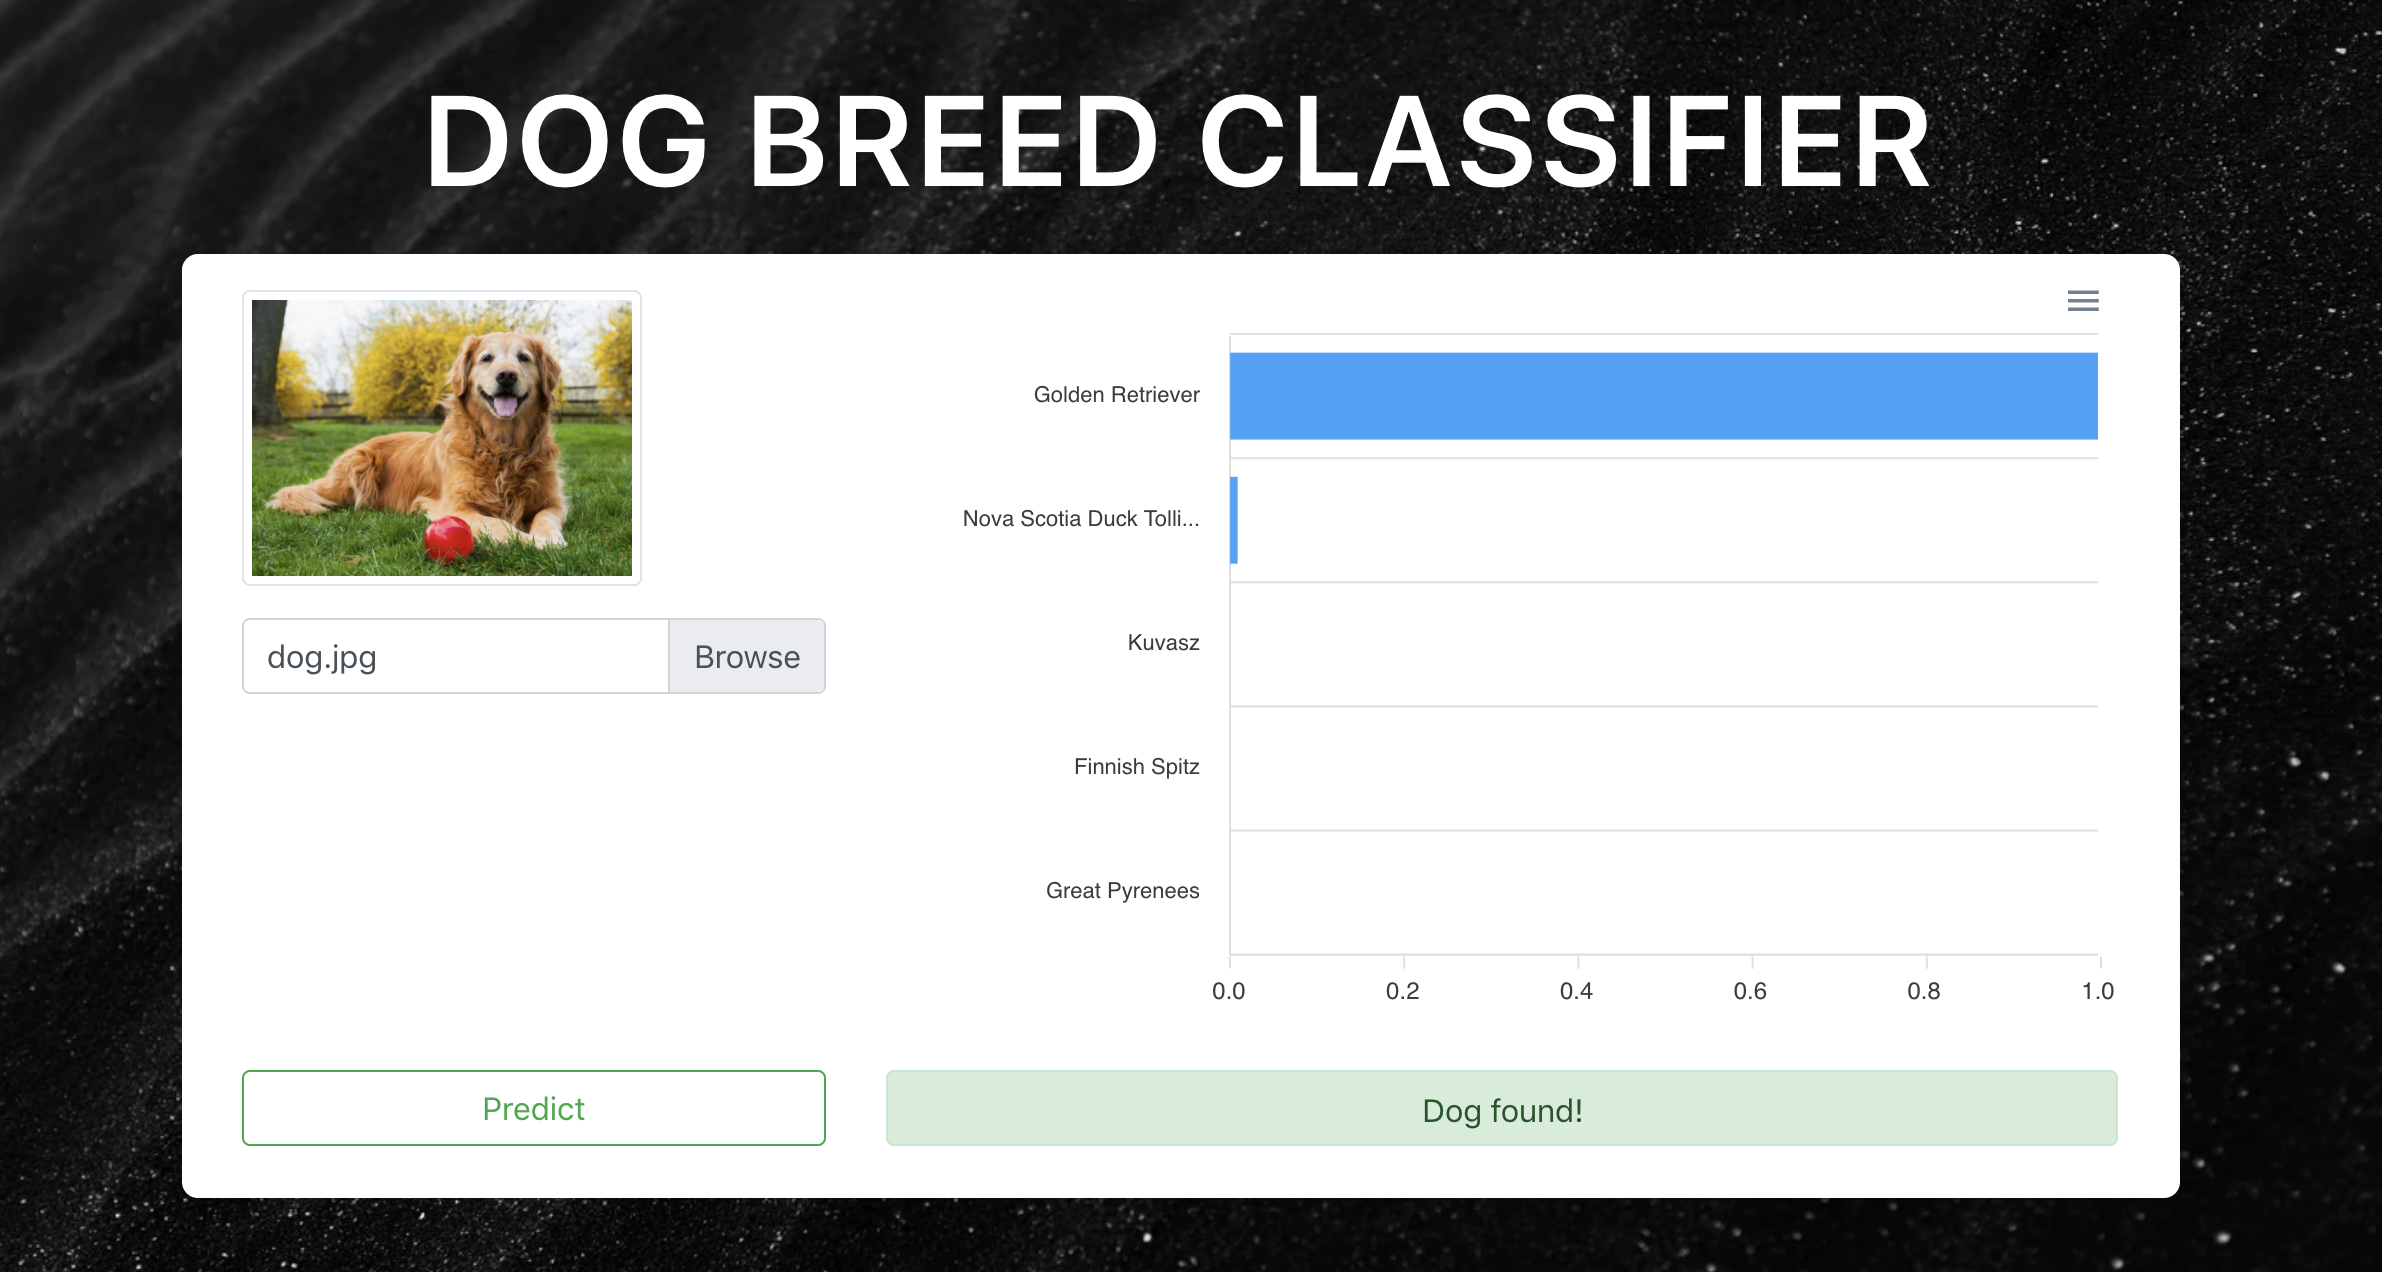 DOG BREED CLASSIFIER
dog.jpg
Browse
Golden Retriever
Nova Scotia Duck Tolli...
Kuvasz
Finnish Spitz
Great Pyrenees
0.0 0.2 0.4 0.6 0.8 1.0
Predict
Dog found!